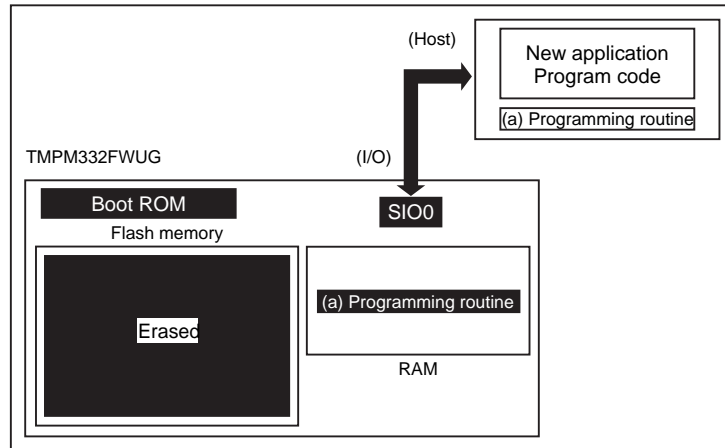 (Host)
New application
Program code
(a) Programming routine
TMPM332FWUG
(I/O)
Boot ROM
SIO0
Flash memory
(a) Programming routine
Erased
RAM